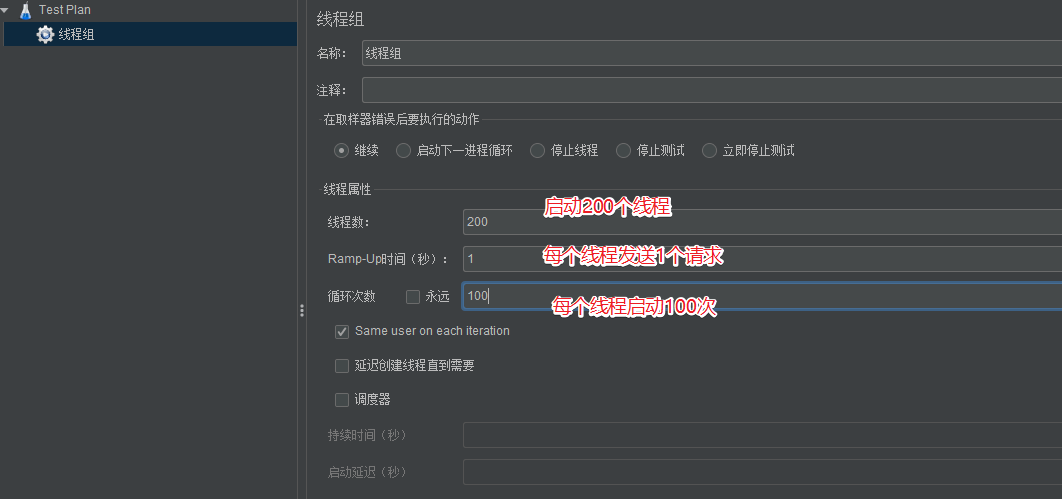 Test Plan
线程组
线程组
名称： 线程组
注释：
在取样器错误后要执行的动作
继续 启动下一进程循环 停止线程 停止测试 立即停止测试
线程属性
启动200个线程
线程数： 200
Ramp-Up时间（秒）： 1 每个线程发送1个请求
循环次数 永远 100 每个线程启动100次
Same user on each iteration
延迟创建线程直到需要
调度器
持续时间（秒）
启动延迟（秒）